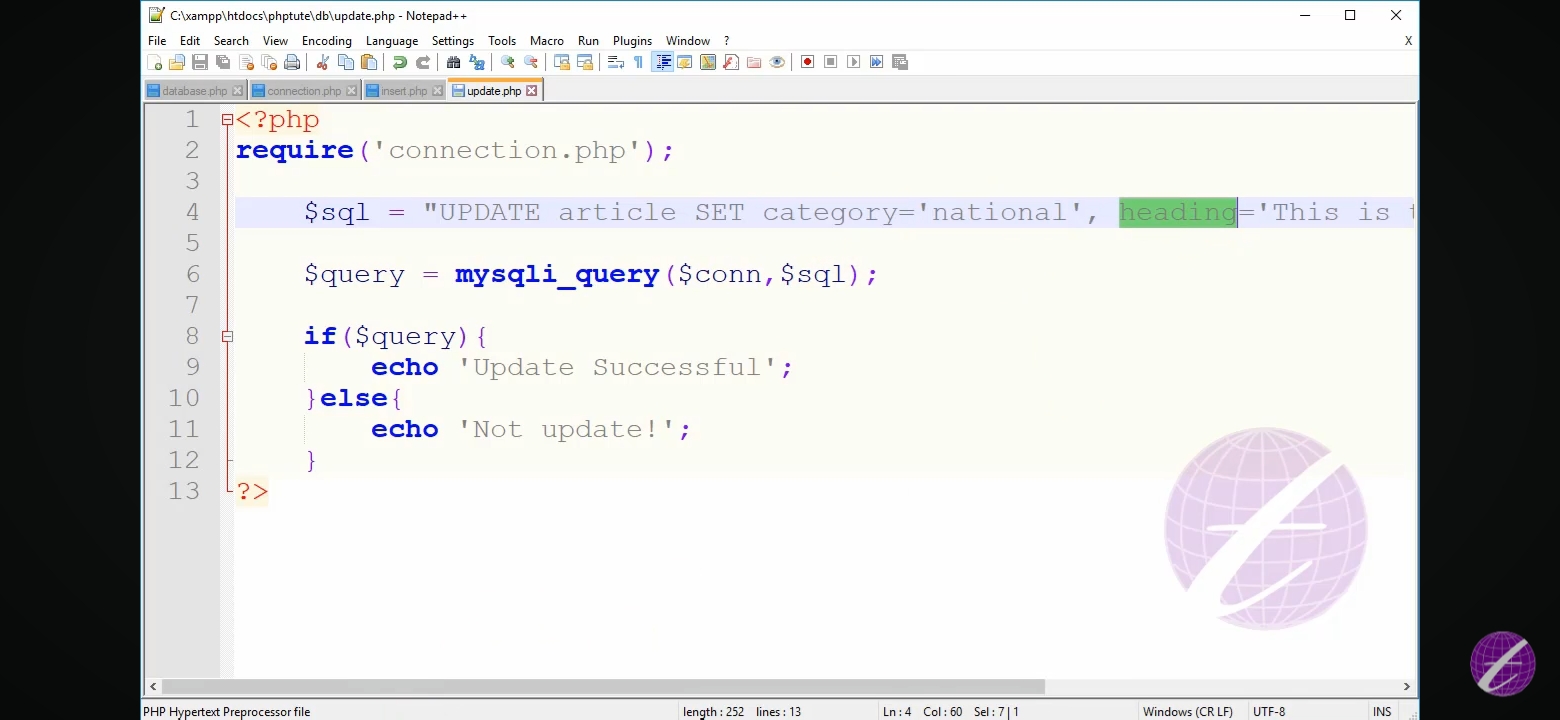 C:\xampp\htdocs\phptute\db\update.php - Notepad++
File Edit Search View Encoding Language Settings Tools Macro Run Plugins Window ? X
database.php connection.php insert.php update.php
1 <?php
2 require('connection.php');
3
4 $sql = "UPDATE article SET category='national', heading='This is t
5
6 $query = mysqli_query($conn,$sql);
7
8 if($query){
9 echo 'Update Successful';
10 }else{
11 echo 'Not update!';
12 }
13 ?>
PHP Hypertext Preprocessor file length : 252 lines : 13 Ln : 4 Col : 60 Sel : 7 | 1 Windows (CR LF) UTF-8 INS